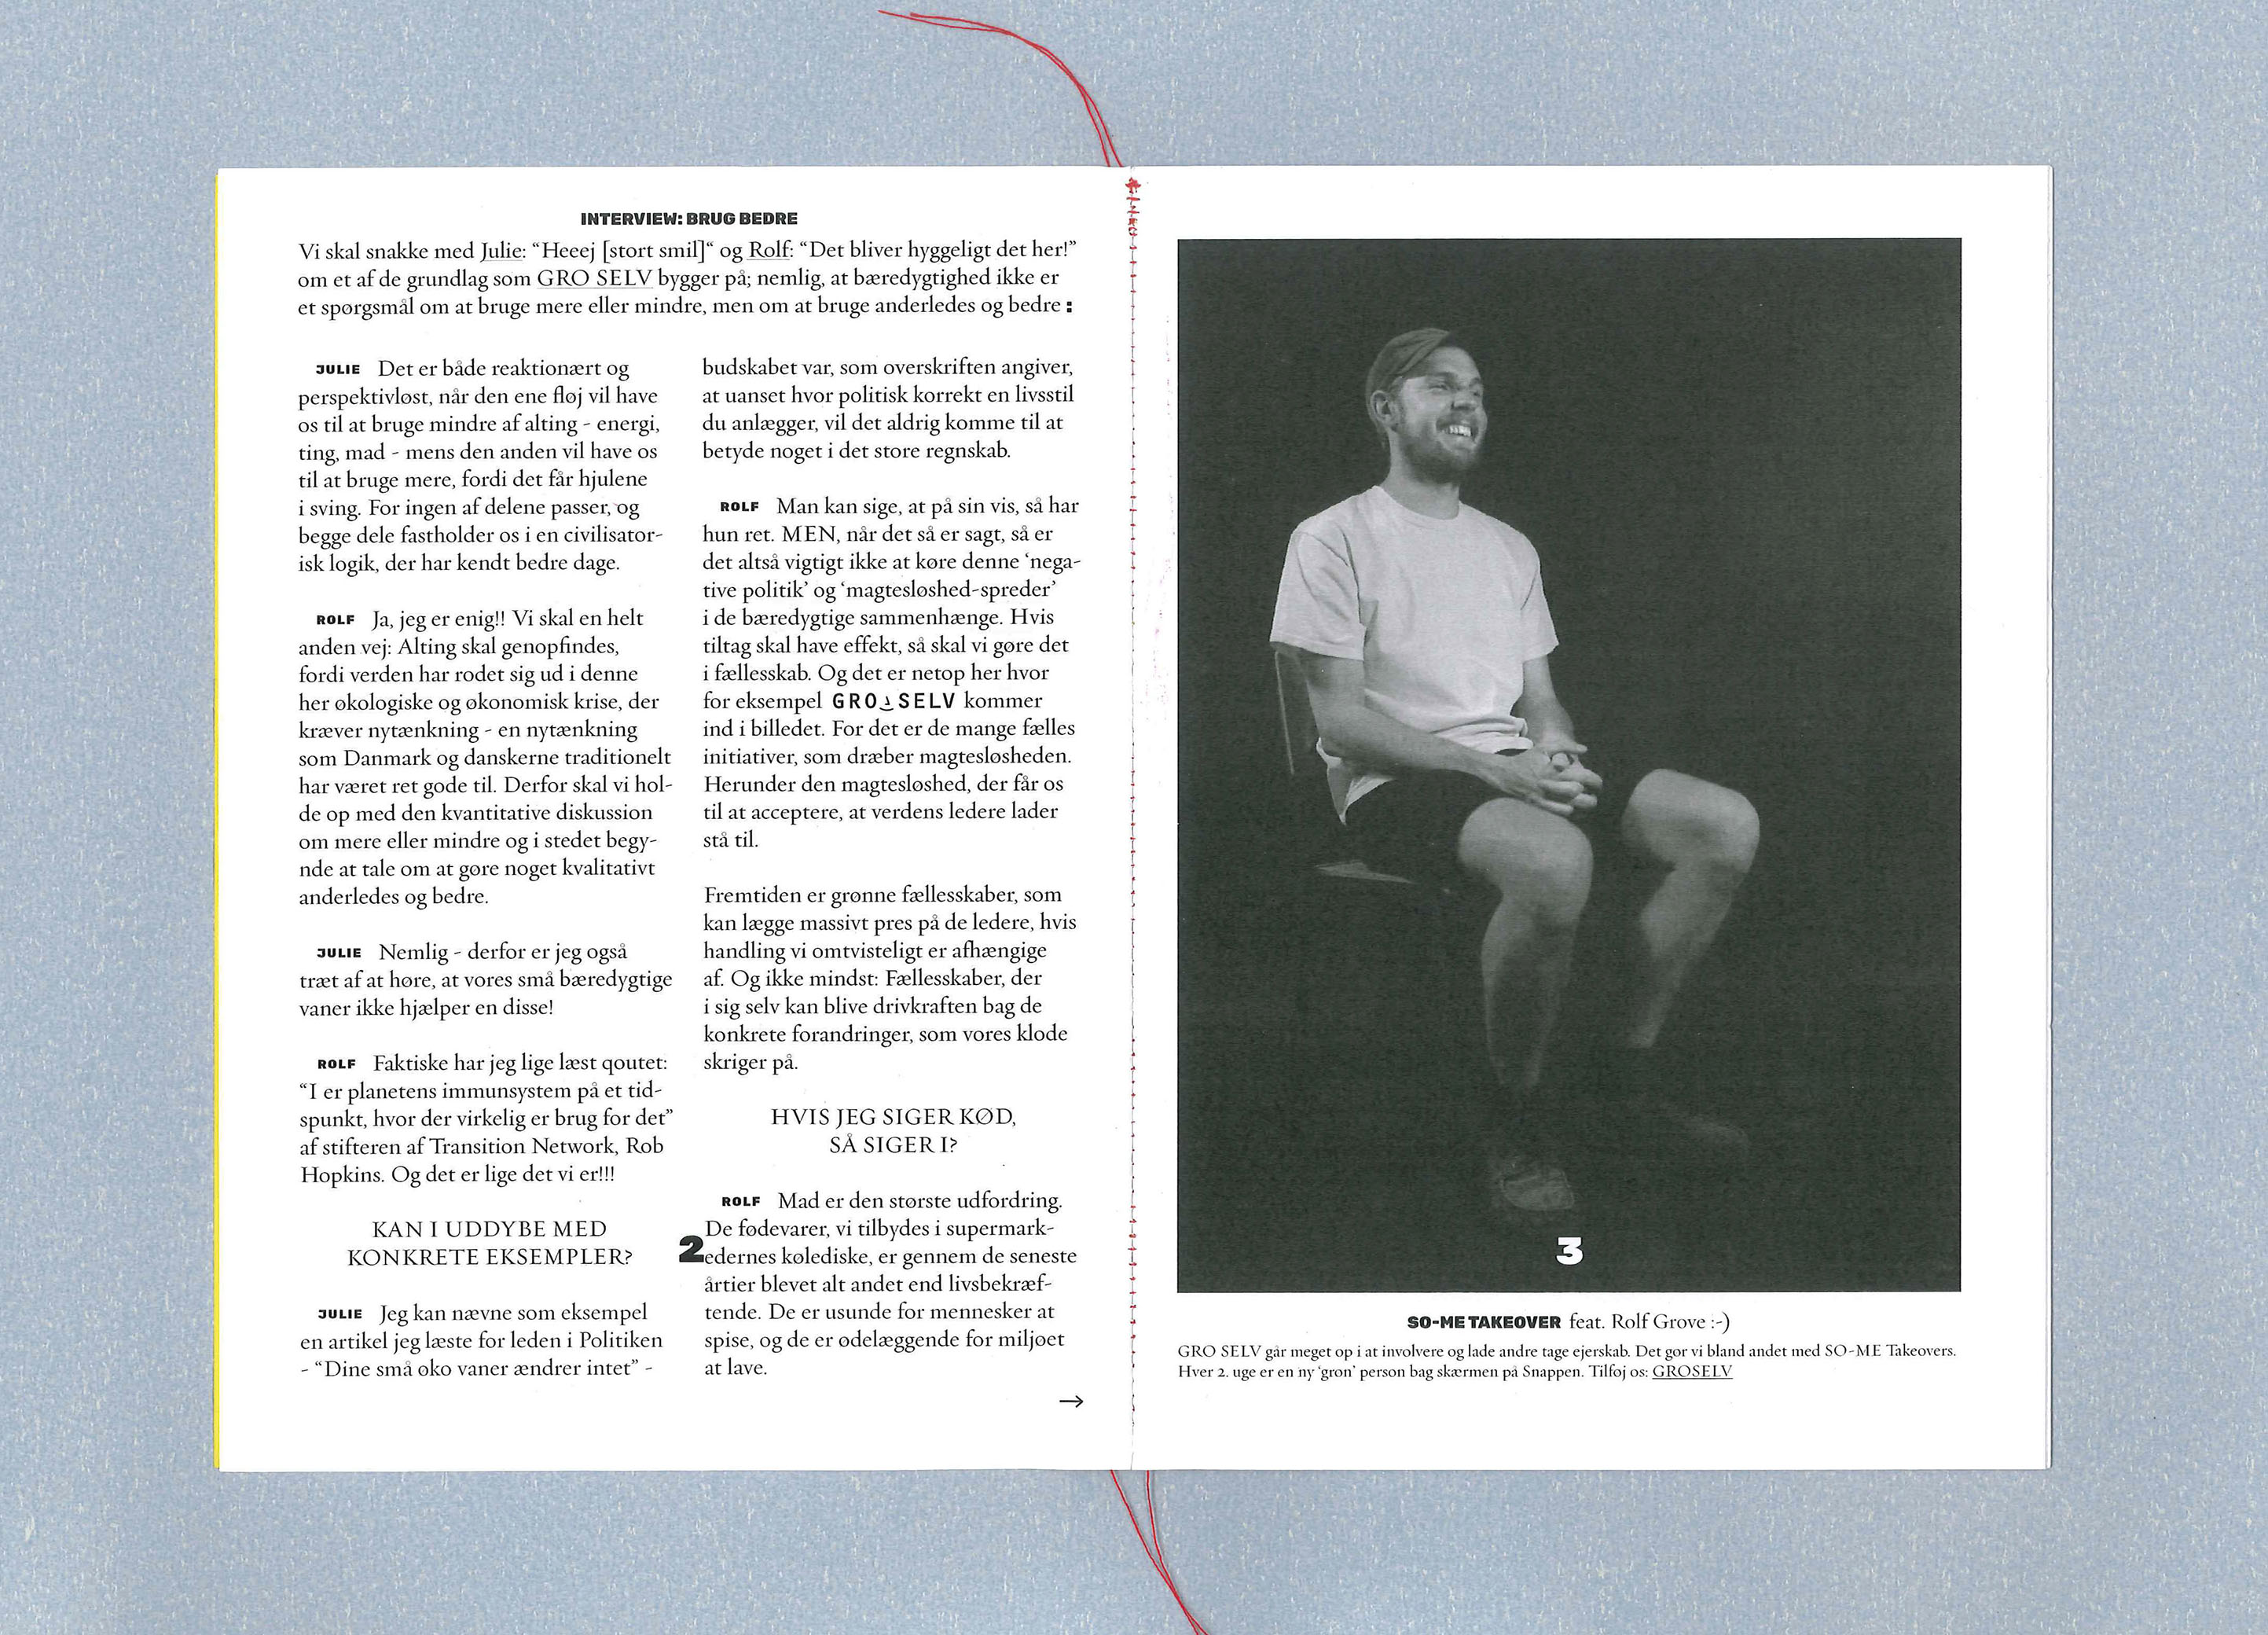 INTERVIEW: BRUG BEDRE
Vi skal snakke med Julie: “Heeej [stort smil]“ og Rolf: “Det bliver hyggeligt det her!”
om et af de grundlag som GRO SELV bygger på; nemlig, at bæredygtighed ikke er
et spørgsmål om at bruge mere eller mindre, men om at bruge anderledes og bedre :
JULIE Det er både reaktionært og
perspektivløst, når den ene fløj vil have
os til at bruge mindre af alting - energi,
ting, mad - mens den anden vil have os
til at bruge mere, fordi det får hjulene
i sving. For ingen af delene passer, og
begge dele fastholder os i en civilisator-
isk logik, der har kendt bedre dage.
ROLF Ja, jeg er enig!! Vi skal en helt
anden vej: Alting skal genopfindes,
fordi verden har rodet sig ud i denne
her økologiske og økonomisk krise, der
kræver nytænkning - en nytænkning
som Danmark og danskerne traditionelt
har været ret gode til. Derfor skal vi hol-
de op med den kvantitative diskussion
om mere eller mindre og i stedet begy-
nde at tale om at gøre noget kvalitativt
anderledes og bedre.
JULIE Nemlig - derfor er jeg også
træt af at høre, at vores små bæredygtige
vaner ikke hjælper en disse!
ROLF Faktiske har jeg lige læst qoutet:
“I er planetens immunsystem på et tid-
spunkt, hvor der virkelig er brug for det”
af stifteren af Transition Network, Rob
Hopkins. Og det er lige det vi er!!!
KAN I UDDYBE MED
KONKRETE EKSEMPLER?
JULIE Jeg kan nævne som eksempel
en artikel jeg læste for leden i Politiken
- “Dine små øko vaner ændrer intet” -
budskabet var, som overskriften angiver,
at uanset hvor politisk korrekt en livsstil
du anlægger, vil det aldrig komme til at
betyde noget i det store regnskab.
ROLF Man kan sige, at på sin vis, så har
hun ret. MEN, når det så er sagt, så er
det altså vigtigt ikke at køre denne ‘nega-
tive politik’ og ‘magtesløshed-spreder’
i de bæredygtige sammenhænge. Hvis
tiltag skal have effekt, så skal vi gøre det
i fællesskab. Og det er netop her hvor
for eksempel GRO SELV kommer
ind i billedet. For det er de mange fælles
initiativer, som dræber magtesløsheden.
Herunder den magtesløshed, der får os
til at acceptere, at verdens ledere lader
stå til.
Fremtiden er grønne fællesskaber, som
kan lægge massivt pres på de ledere, hvis
handling vi omtvisteligt er afhængige
af. Og ikke mindst: Fællesskaber, der
i sig selv kan blive drivkraften bag de
konkrete forandringer, som vores klode
skriger på.
HVIS JEG SIGER KØD,
SÅ SIGER I?
ROLF Mad er den største udfordring.
De fødevarer, vi tilbydes i supermark-
edernes kølediske, er gennem de seneste
årtier blevet alt andet end livsbekræf-
tende. De er usunde for mennesker at
spise, og de er ødelæggende for miljøet
at lave.
→
2
3
SO-ME TAKEOVER feat. Rolf Grove :-)
GRO SELV går meget op i at involvere og lade andre tage ejerskab. Det gør vi bland andet med SO-ME Takeovers.
Hver 2. uge er en ny ‘grøn’ person bag skærmen på Snappen. Tilføj os: GROSELV